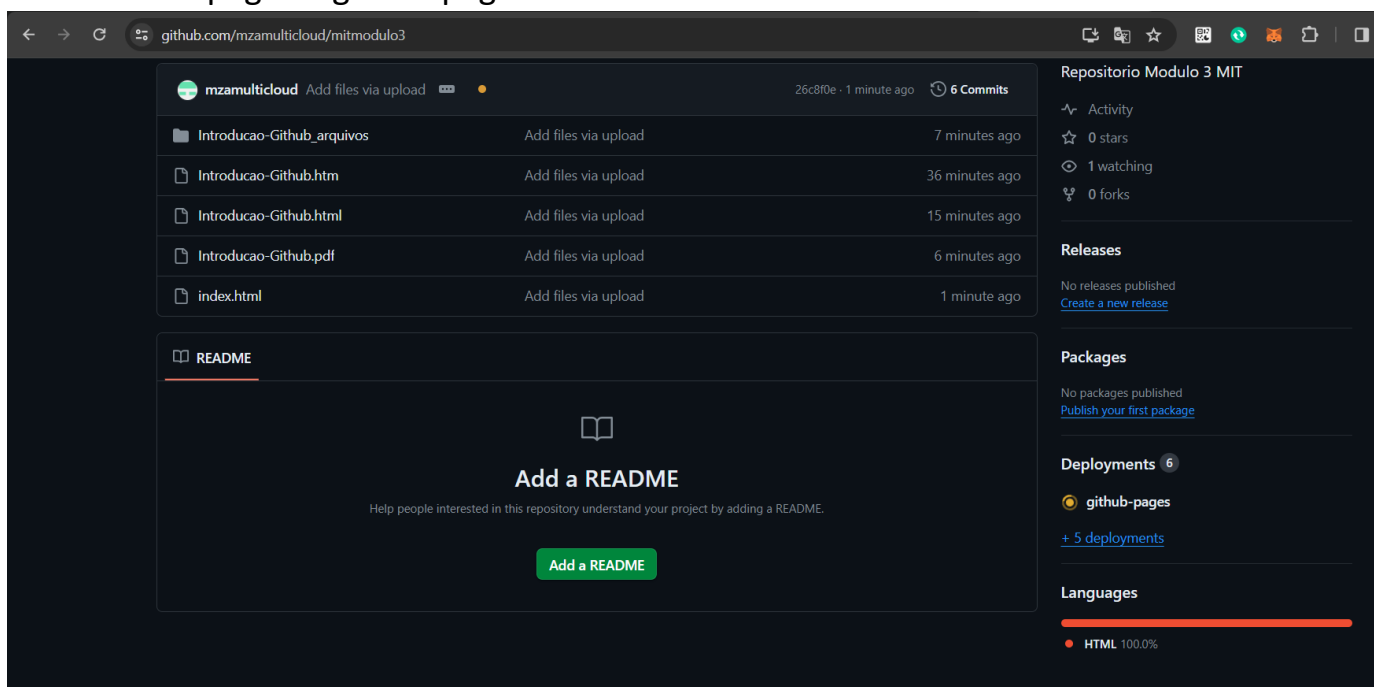 github.com/mzamulticloud/mitmodulo3
mzamulticloud Add files via upload 26c8f0e · 1 minute ago 6 Commits
Introducao-Github_arquivos Add files via upload 7 minutes ago
Introducao-Github.htm Add files via upload 36 minutes ago
Introducao-Github.html Add files via upload 15 minutes ago
Introducao-Github.pdf Add files via upload 6 minutes ago
index.html Add files via upload 1 minute ago
README
Add a README
Help people interested in this repository understand your project by adding a README.
Add a README
Repositorio Modulo 3 MIT
Activity
0 stars
1 watching
0 forks
Releases
No releases published
Create a new release
Packages
No packages published
Publish your first package
Deployments 6
github-pages
+ 5 deployments
Languages
HTML 100.0%